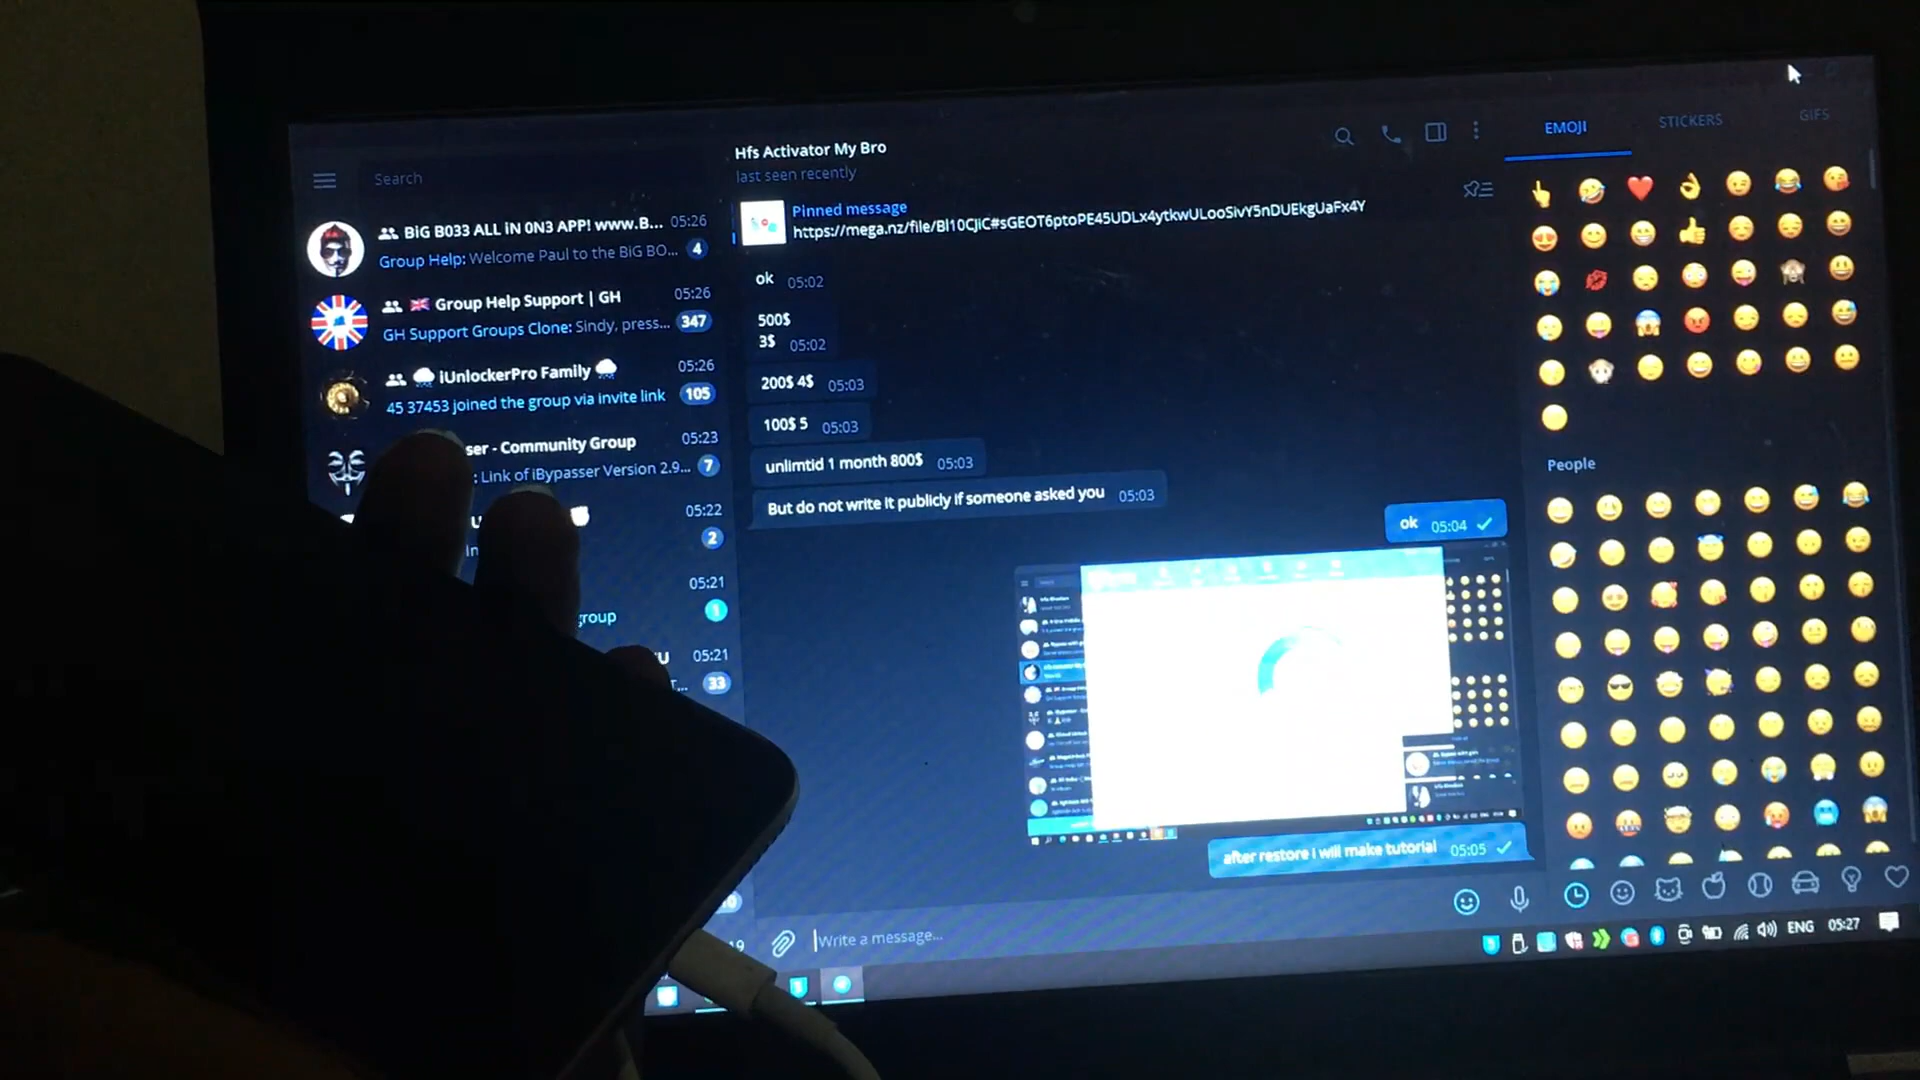 Search
BiG B033 ALL iN 0N3 APP! www.B... 05:26
Group Help: Welcome Paul to the BiG BO... 4
Group Help Support | GH 05:26
GH Support Groups Clone: Sindy, press... 347
iUnlockerPro Family 05:26
45 37453 joined the group via invite link 105
ser - Community Group 05:23
: Link of iBypasser Version 2.9... 7
05:22
2
05:21
group 1
05:21
33
Hfs Activator My Bro
last seen recently
Pinned message
https://mega.nz/file/Bl10CJiC#sGEOT6ptoPE45UDLx4ytkwULooSivY5nDUEkgUaFx4Y
ok 05:02
500$
3$ 05:02
200$ 4$ 05:03
100$ 5 05:03
unlimtid 1 month 800$ 05:03
But do not write it publicly if someone asked you 05:03
ok 05:04
after restore i will make tutorial 05:05
Write a message...
EMOJI STICKERS GIFS
People
ENG 05:27